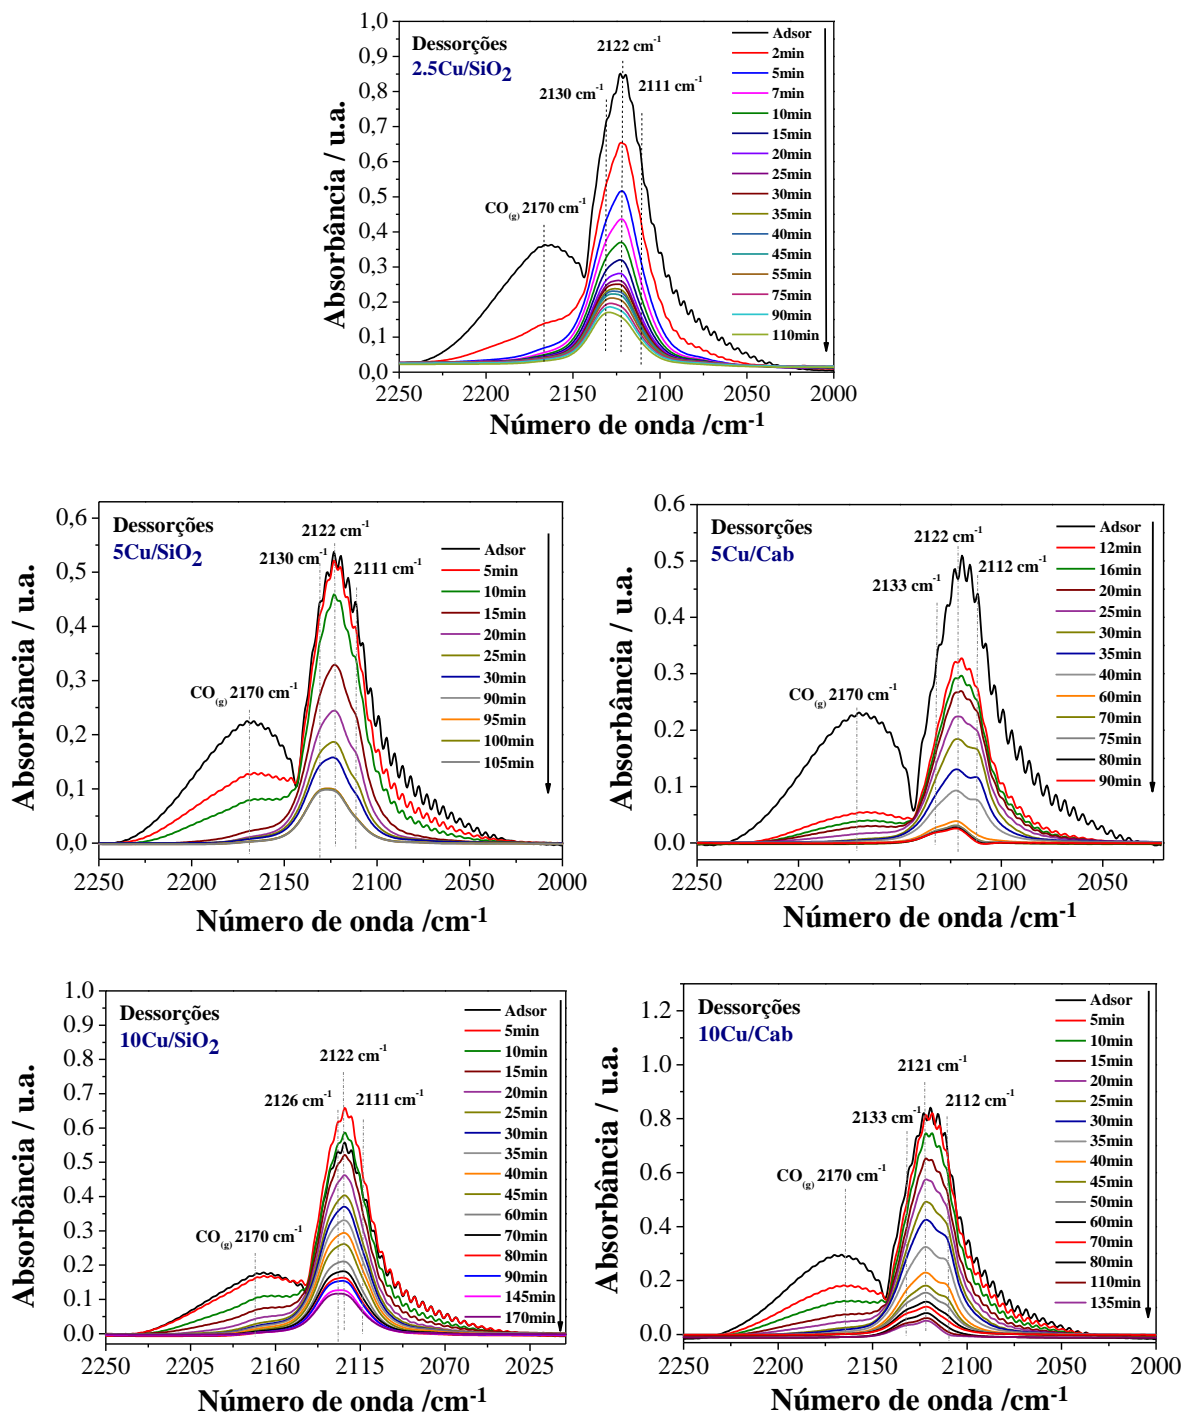 Dessorções
2.5Cu/SiO2
2122 cm-1
2130 cm-1
2111 cm-1
CO(g) 2170 cm-1
Adsor
2min
5min
7min
10min
15min
20min
25min
30min
35min
40min
45min
55min
75min
90min
110min
1,0
0,9
0,8
0,7
0,6
0,5
0,4
0,3
0,2
0,1
0,0
Absorbância / u.a.
2250 2200 2150 2100 2050 2000
Número de onda /cm-1
Dessorções
5Cu/SiO2
2122 cm-1
2130 cm-1
2111 cm-1
CO(g) 2170 cm-1
Adsor
5min
10min
15min
20min
25min
30min
90min
95min
100min
105min
0,6
0,5
0,4
0,3
0,2
0,1
0,0
Absorbância / u.a.
2250 2200 2150 2100 2050 2000
Número de onda /cm-1
Dessorções
5Cu/Cab
2122 cm-1
2133 cm-1
2112 cm-1
CO(g) 2170 cm-1
Adsor
12min
16min
20min
25min
30min
35min
40min
60min
70min
75min
80min
90min
0,6
0,5
0,4
0,3
0,2
0,1
0,0
Absorbância / u.a.
2250 2200 2150 2100 2050
Número de onda /cm-1
Dessorções
10Cu/SiO2
2122 cm-1
2126 cm-1
2111 cm-1
CO(g) 2170 cm-1
Adsor
5min
10min
15min
20min
25min
30min
35min
40min
45min
60min
70min
80min
90min
145min
170min
1.0
0.9
0.8
0.7
0.6
0.5
0.4
0.3
0.2
0.1
0.0
Absorbância / u.a.
2250 2205 2160 2115 2070 2025
Número de onda /cm-1
Dessorções
10Cu/Cab
2121 cm-1
2133 cm-1
2112 cm-1
CO(g) 2170 cm-1
Adsor
5min
10min
15min
20min
25min
30min
35min
40min
45min
50min
60min
70min
80min
110min
135min
1.2
1.0
0.8
0.6
0.4
0.2
0.0
Absorbância / u.a.
2250 2200 2150 2100 2050 2000
Número de onda /cm-1